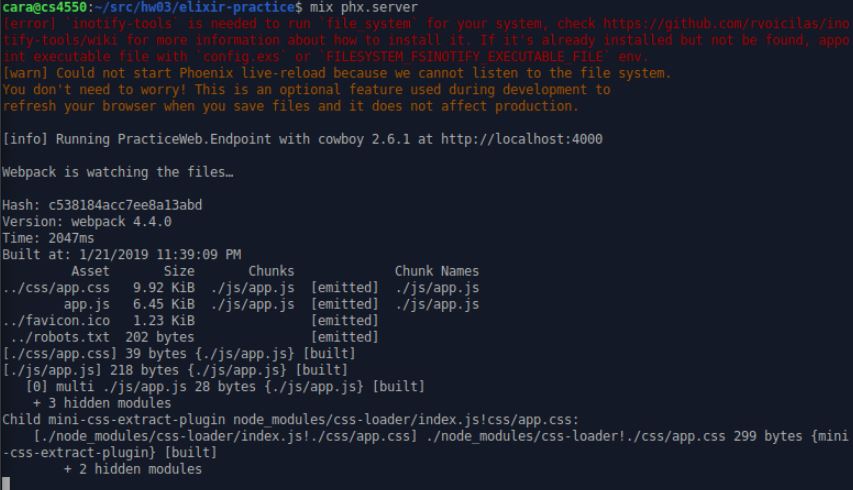 cara@cs4550:~/src/hw03/elixir-practice$ mix phx.server
[error] `inotify-tools` is needed to run `file_system` for your system, check https://github.com/rvoicilas/ino
tify-tools/wiki for more information about how to install it. If it's already installed but not be found, appo
int executable file with `config.exs` or `FILESYSTEM_FSINOTIFY_EXECUTABLE_FILE` env.
[warn] Could not start Phoenix live-reload because we cannot listen to the file system.
You don't need to worry! This is an optional feature used during development to
refresh your browser when you save files and it does not affect production.
[info] Running PracticeWeb.Endpoint with cowboy 2.6.1 at http://localhost:4000
Webpack is watching the files…
Hash: c538184acc7ee8a13abd
Version: webpack 4.4.0
Time: 2047ms
Built at: 1/21/2019 11:39:09 PM
Asset Size Chunks Chunk Names
../css/app.css 9.92 KiB ./js/app.js [emitted] ./js/app.js
app.js 6.45 KiB ./js/app.js [emitted] ./js/app.js
../favicon.ico 1.23 KiB [emitted]
../robots.txt 202 bytes [emitted]
[./css/app.css] 39 bytes {./js/app.js} [built]
[./js/app.js] 218 bytes {./js/app.js} [built]
[0] multi ./js/app.js 28 bytes {./js/app.js} [built]
+ 3 hidden modules
Child mini-css-extract-plugin node_modules/css-loader/index.js!css/app.css:
[./node_modules/css-loader/index.js!./css/app.css] ./node_modules/css-loader!./css/app.css 299 bytes {mini
-css-extract-plugin} [built]
+ 2 hidden modules